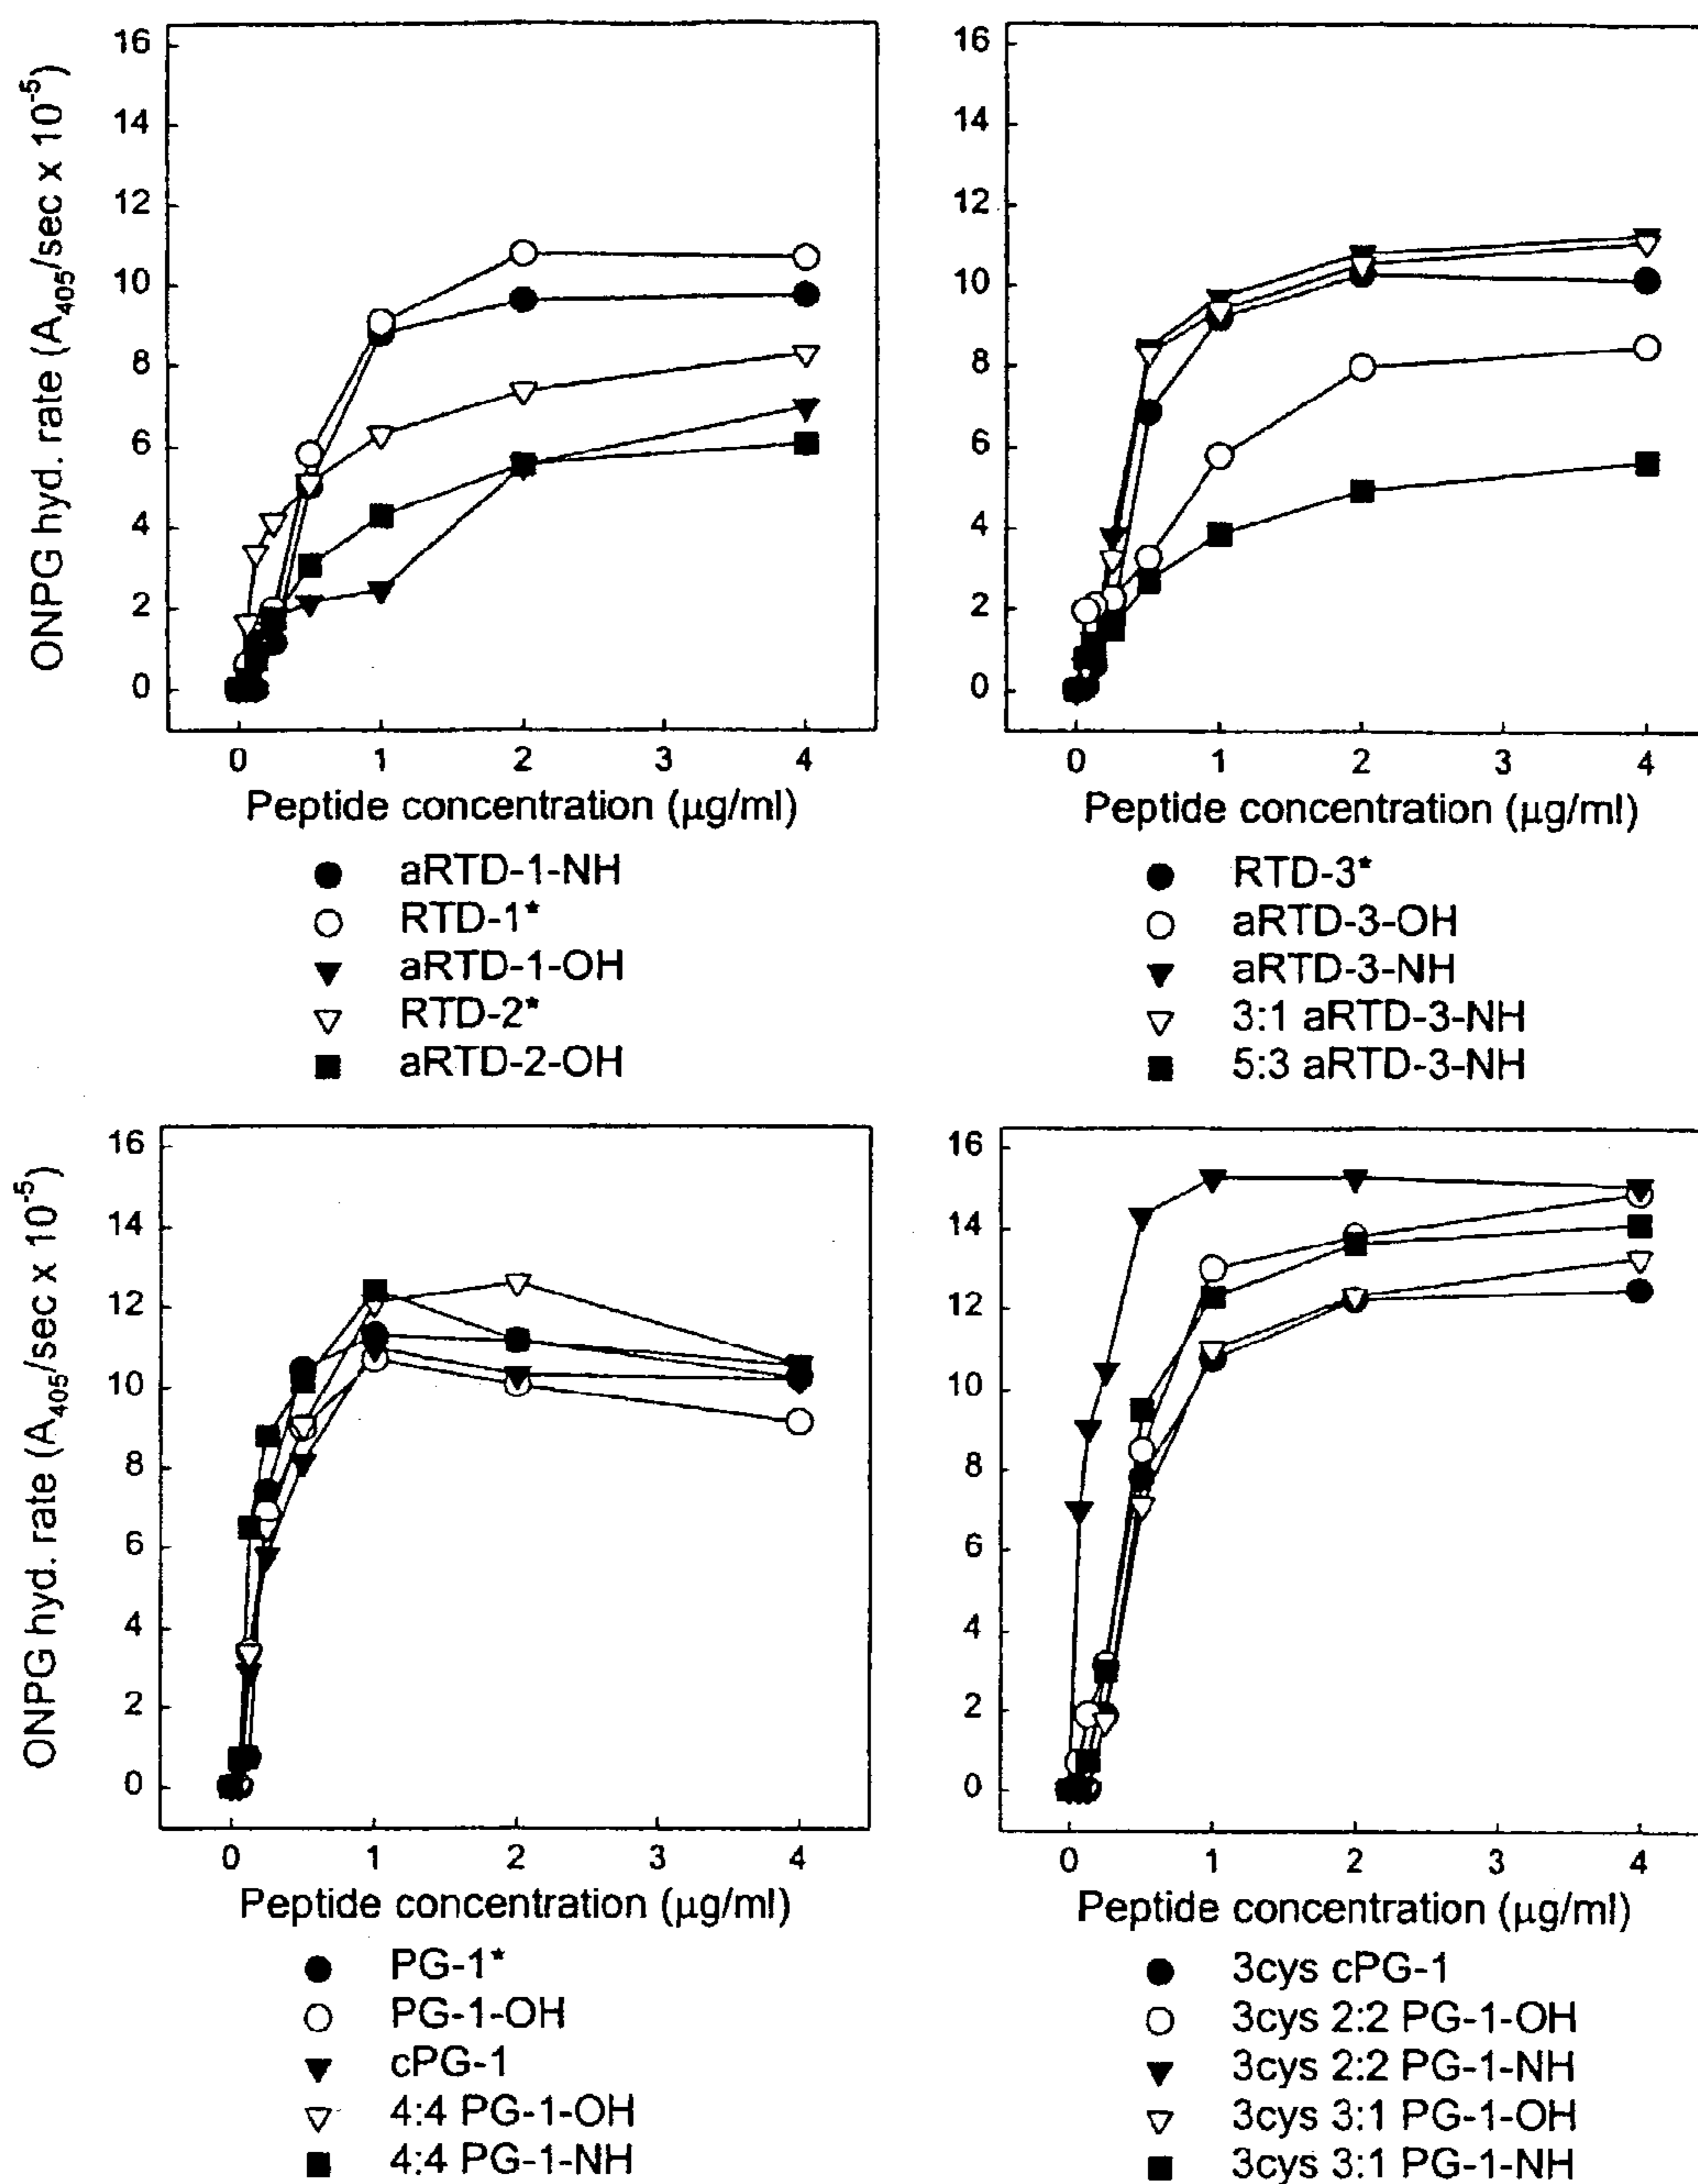 ONPG hyd. rate (A405/sec x 10-5)
16
14
12
10
8
6
4
2
0
0 1 2 3 4
Peptide concentration (µg/ml)
aRTD-1-NH
RTD-1*
aRTD-1-OH
RTD-2*
aRTD-2-OH
16
14
12
10
8
6
4
2
0
0 1 2 3 4
Peptide concentration (µg/ml)
RTD-3*
aRTD-3-OH
aRTD-3-NH
3:1 aRTD-3-NH
5:3 aRTD-3-NH
ONPG hyd. rate (A405/sec x 10-5)
16
14
12
10
8
6
4
2
0
0 1 2 3 4
Peptide concentration (µg/ml)
PG-1*
PG-1-OH
cPG-1
4:4 PG-1-OH
4:4 PG-1-NH
16
14
12
10
8
6
4
2
0
0 1 2 3 4
Peptide concentration (µg/ml)
3cys cPG-1
3cys 2:2 PG-1-OH
3cys 2:2 PG-1-NH
3cys 3:1 PG-1-OH
3cys 3:1 PG-1-NH